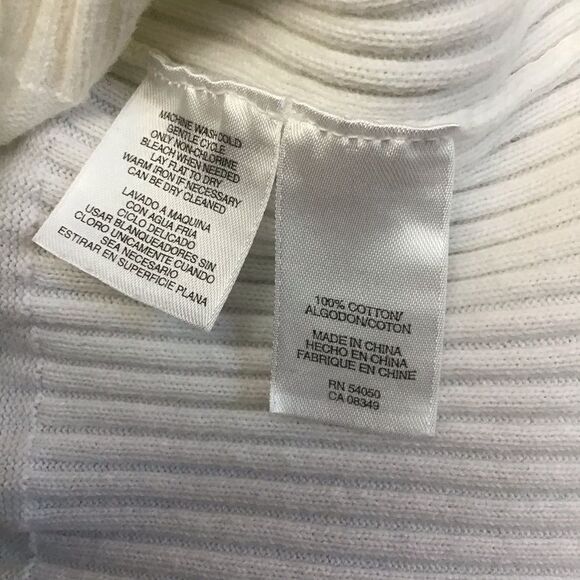 MACHINE WASH COLD
GENTLE CYCLE
ONLY NON-CHLORINE
BLEACH WHEN NEEDED
LAY FLAT TO DRY
WARM IRON IF NECESSARY
CAN BE DRY CLEANED
LAVADO A MAQUINA
CON AGUA FRIA
CICLO DELICADO
USAR BLANQUEADORES SIN
CLORO UNICAMENTE CUANDO
SEA NECESARIO
ESTIRAR EN SUPERFICIE PLANA
100% COTTON/
ALGODON/COTON
MADE IN CHINA
HECHO EN CHINA
FABRIQUE EN CHINE
RN 54050
CA 08349